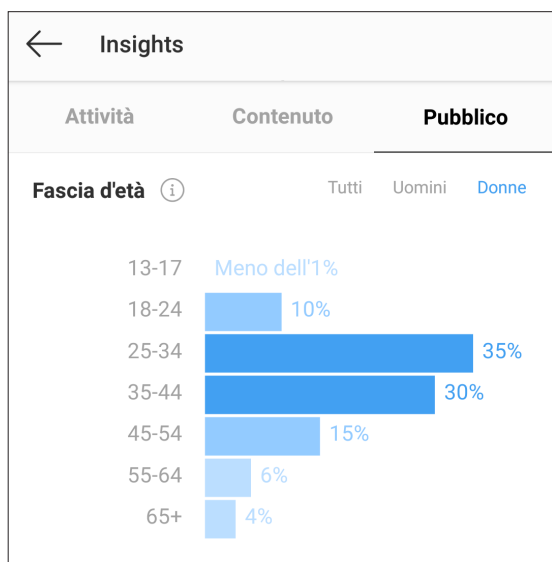 Insights
Attività Contenuto Pubblico
Fascia d'età i Tutti Uomini Donne
13-17 Meno dell'1%
18-24 10%
25-34 35%
35-44 30%
45-54 15%
55-64 6%
65+ 4%